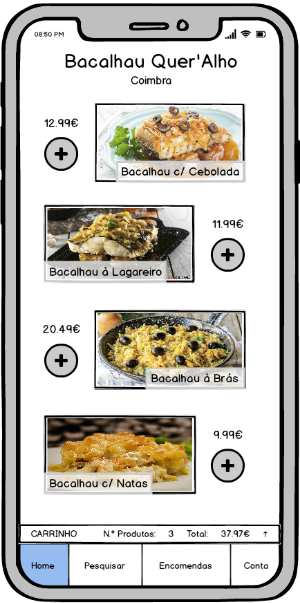 08:50 PM
Bacalhau Quer'Alho
Coimbra
12.99€
Bacalhau c/ Cebolada
11.99€
Bacalhau à Lagareiro
20.49€
Bacalhau à Brás
9.99€
Bacalhau c/ Natas
CARRINHO N.º Produtos: 3 Total: 37.97€ ↑
Home Pesquisar Encomendas Conta